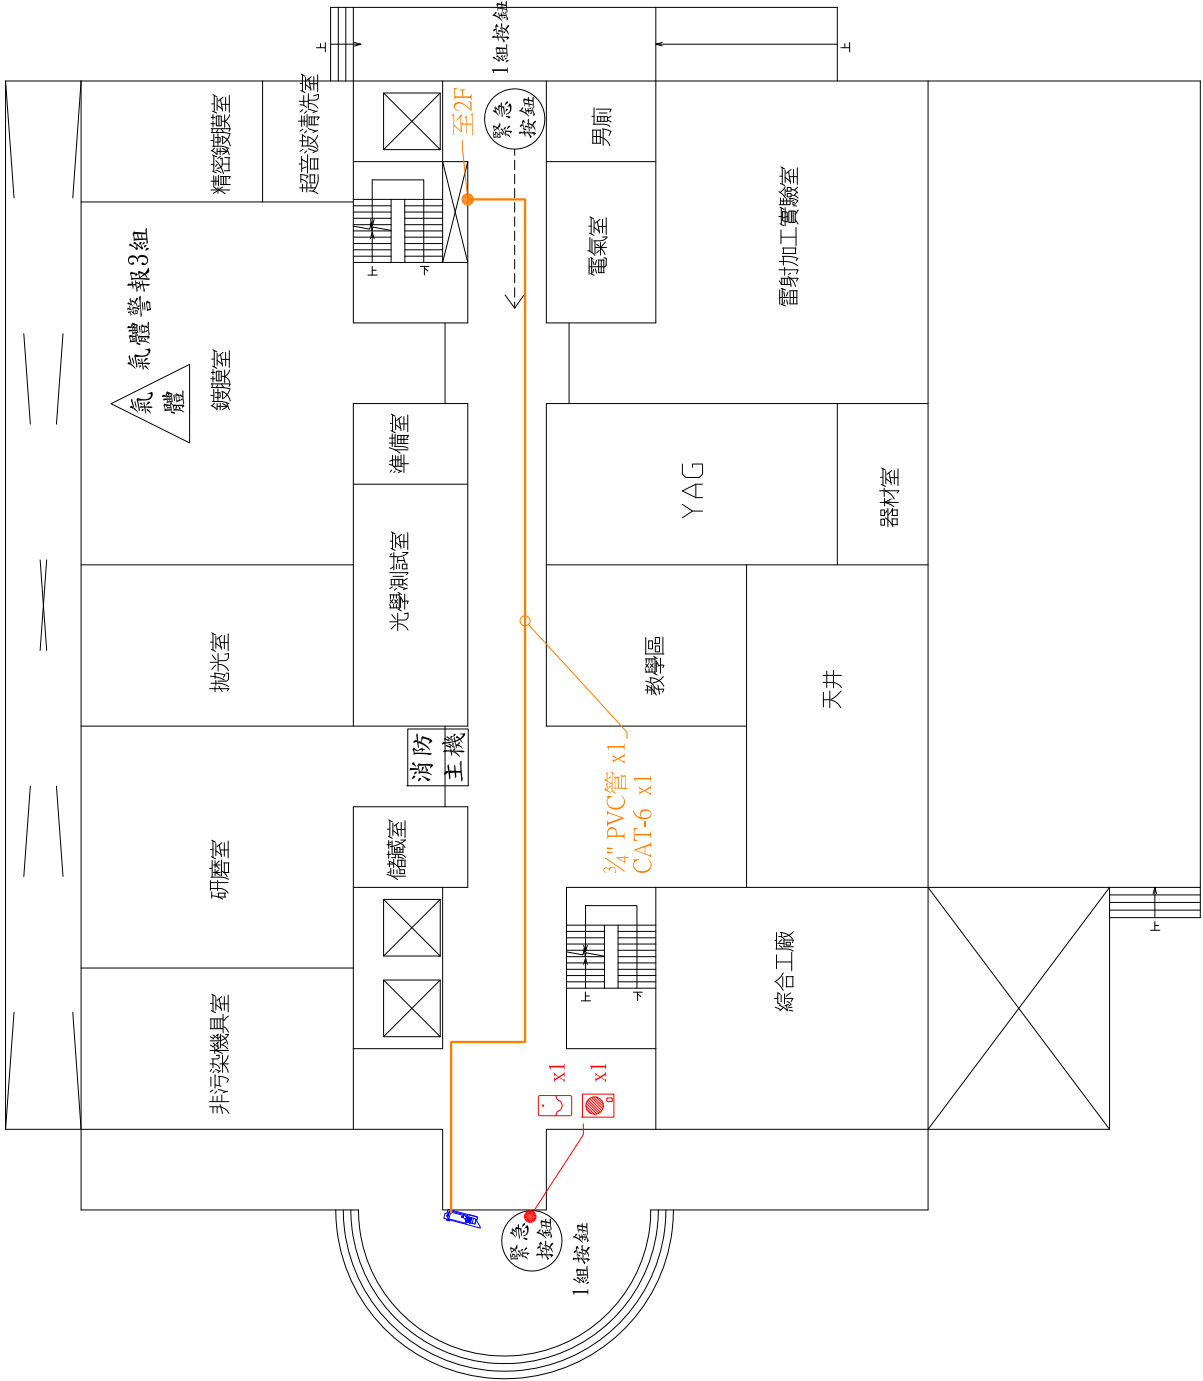 上
1組按鈕
上
精密鍍膜室
超音波清洗室
至2F
緊急
按鈕
男廁
電氣室
雷射加工實驗室
上
下
氣體警報3組
氣
體
鍍膜室
準備室
YAG
器材室
光學測試室
拋光室
教學區
天井
消防
主機
¾" PVC管 x1
CAT-6 x1
研磨室
儲藏室
上
下
綜合工廠
上
非污染機具室
x1
x1
緊急
按鈕
1組按鈕